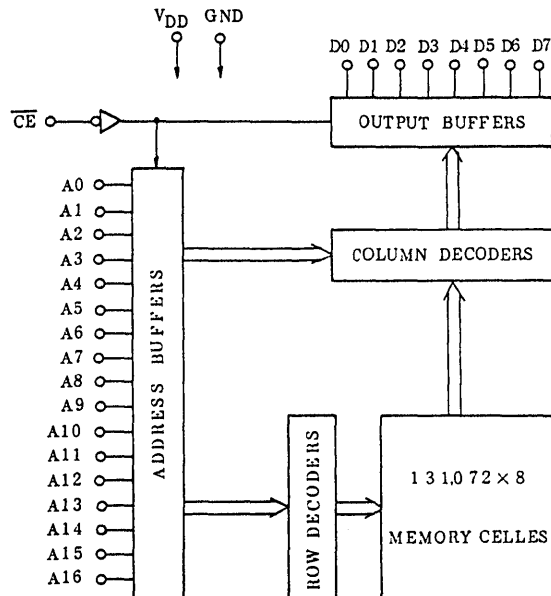 VDD GND
D0 D1 D2 D3 D4 D5 D6 D7
CE
OUTPUT BUFFERS
A0
A1
A2
A3
A4
A5
A6
A7
A8
A9
A10
A11
A12
A13
A14
A15
A16
ADDRESS BUFFERS
COLUMN DECODERS
ROW DECODERS
131,072×8
MEMORY CELLES